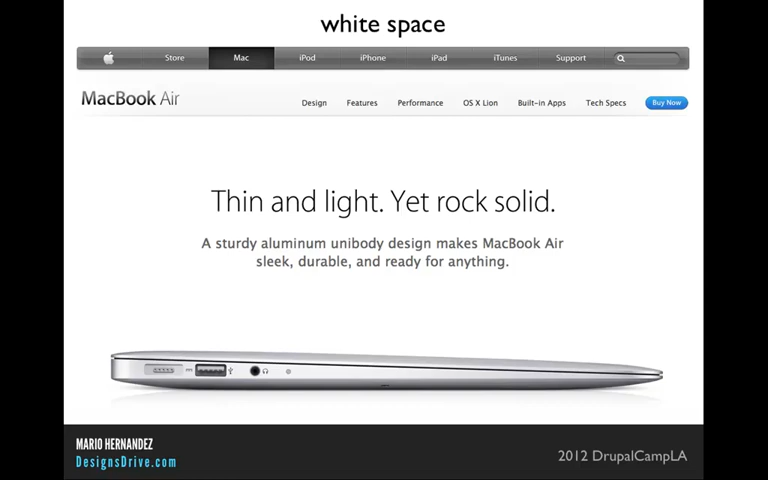 white space
Store Mac iPod iPhone iPad iTunes Support
MacBook Air
Design Features Performance OS X Lion Built-in Apps Tech Specs Buy Now
Thin and light. Yet rock solid.
A sturdy aluminum unibody design makes MacBook Air
sleek, durable, and ready for anything.
MARIO HERNANDEZ
DesignsDrive.com
2012 DrupalCampLA